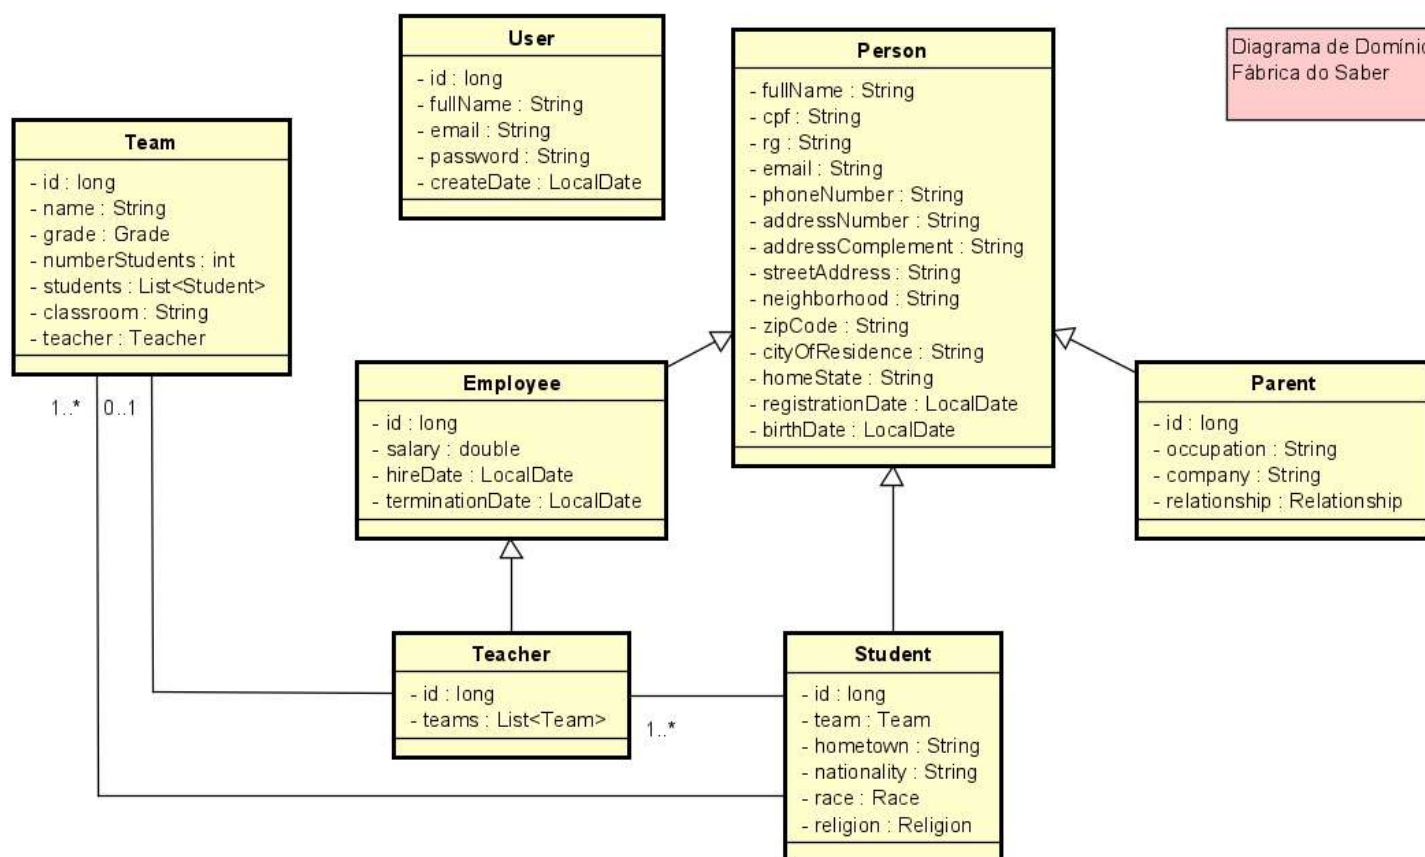 User
- id : long
- fullName : String
- email : String
- password : String
- createDate : LocalDate
Person
- fullName : String
- cpf : String
- rg : String
- email : String
- phoneNumber : String
- addressNumber : String
- addressComplement : String
- streetAddress : String
- neighborhood : String
- zipCode : String
- cityOfResidence : String
- homeState : String
- registrationDate : LocalDate
- birthDate : LocalDate
Diagrama de Domínio
Fábrica do Saber
Team
- id : long
- name : String
- grade : Grade
- numberStudents : int
- students : List<Student>
- classroom : String
- teacher : Teacher
1..*
0..1
Employee
- id : long
- salary : double
- hireDate : LocalDate
- terminationDate : LocalDate
Parent
- id : long
- occupation : String
- company : String
- relationship : Relationship
Teacher
- id : long
- teams : List<Team>
1..*
Student
- id : long
- team : Team
- hometown : String
- nationality : String
- race : Race
- religion : Religion